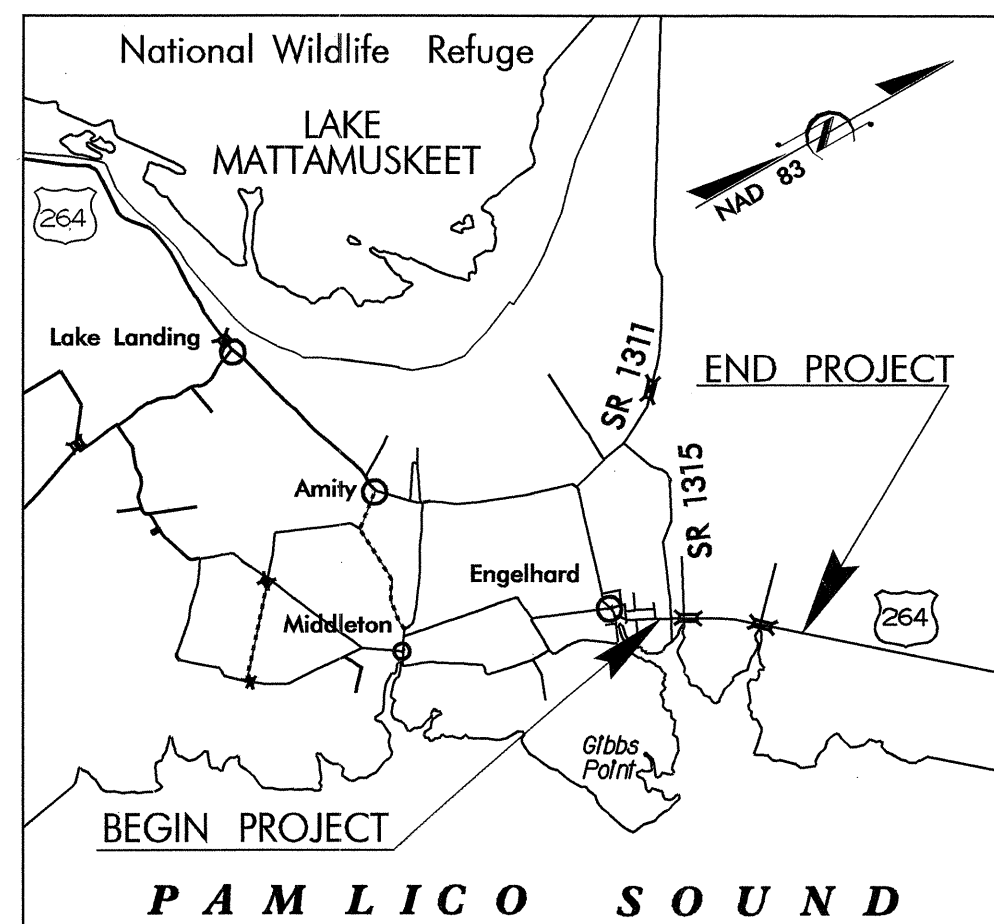 National Wildlife Refuge
LAKE
MATTAMUSKEET
NAD 83
264
Lake Landing
SR 1311
END PROJECT
SR 1315
Amity
Engelhard
264
Middleton
Gibbs
Point
BEGIN PROJECT
PAMLICO SOUND